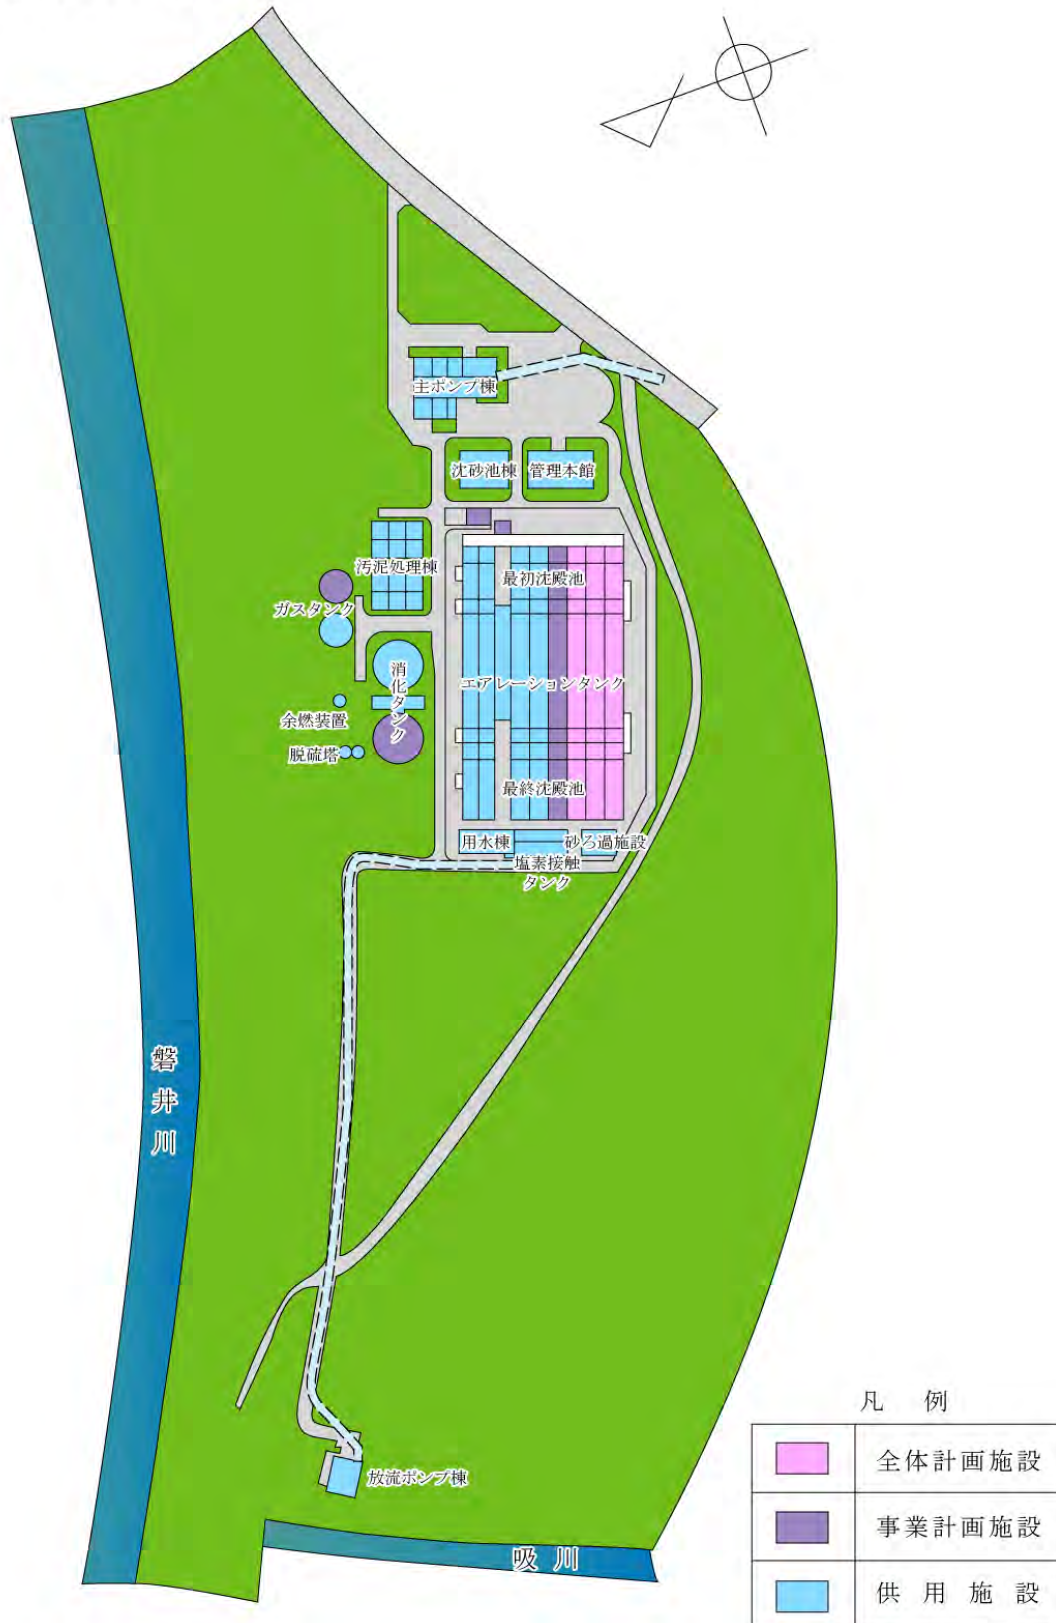 主ポンプ棟
沈砂池棟
管理本館
汚泥処理棟
最初沈殿池
ガスタンク
消化タンク
エアレーションタンク
余燃装置
脱硫塔
最終沈殿池
用水棟
砂ろ過施設
塩素接触
タンク
磐井川
放流ポンプ棟
吸川
凡 例
全体計画施設
事業計画施設
供用施設